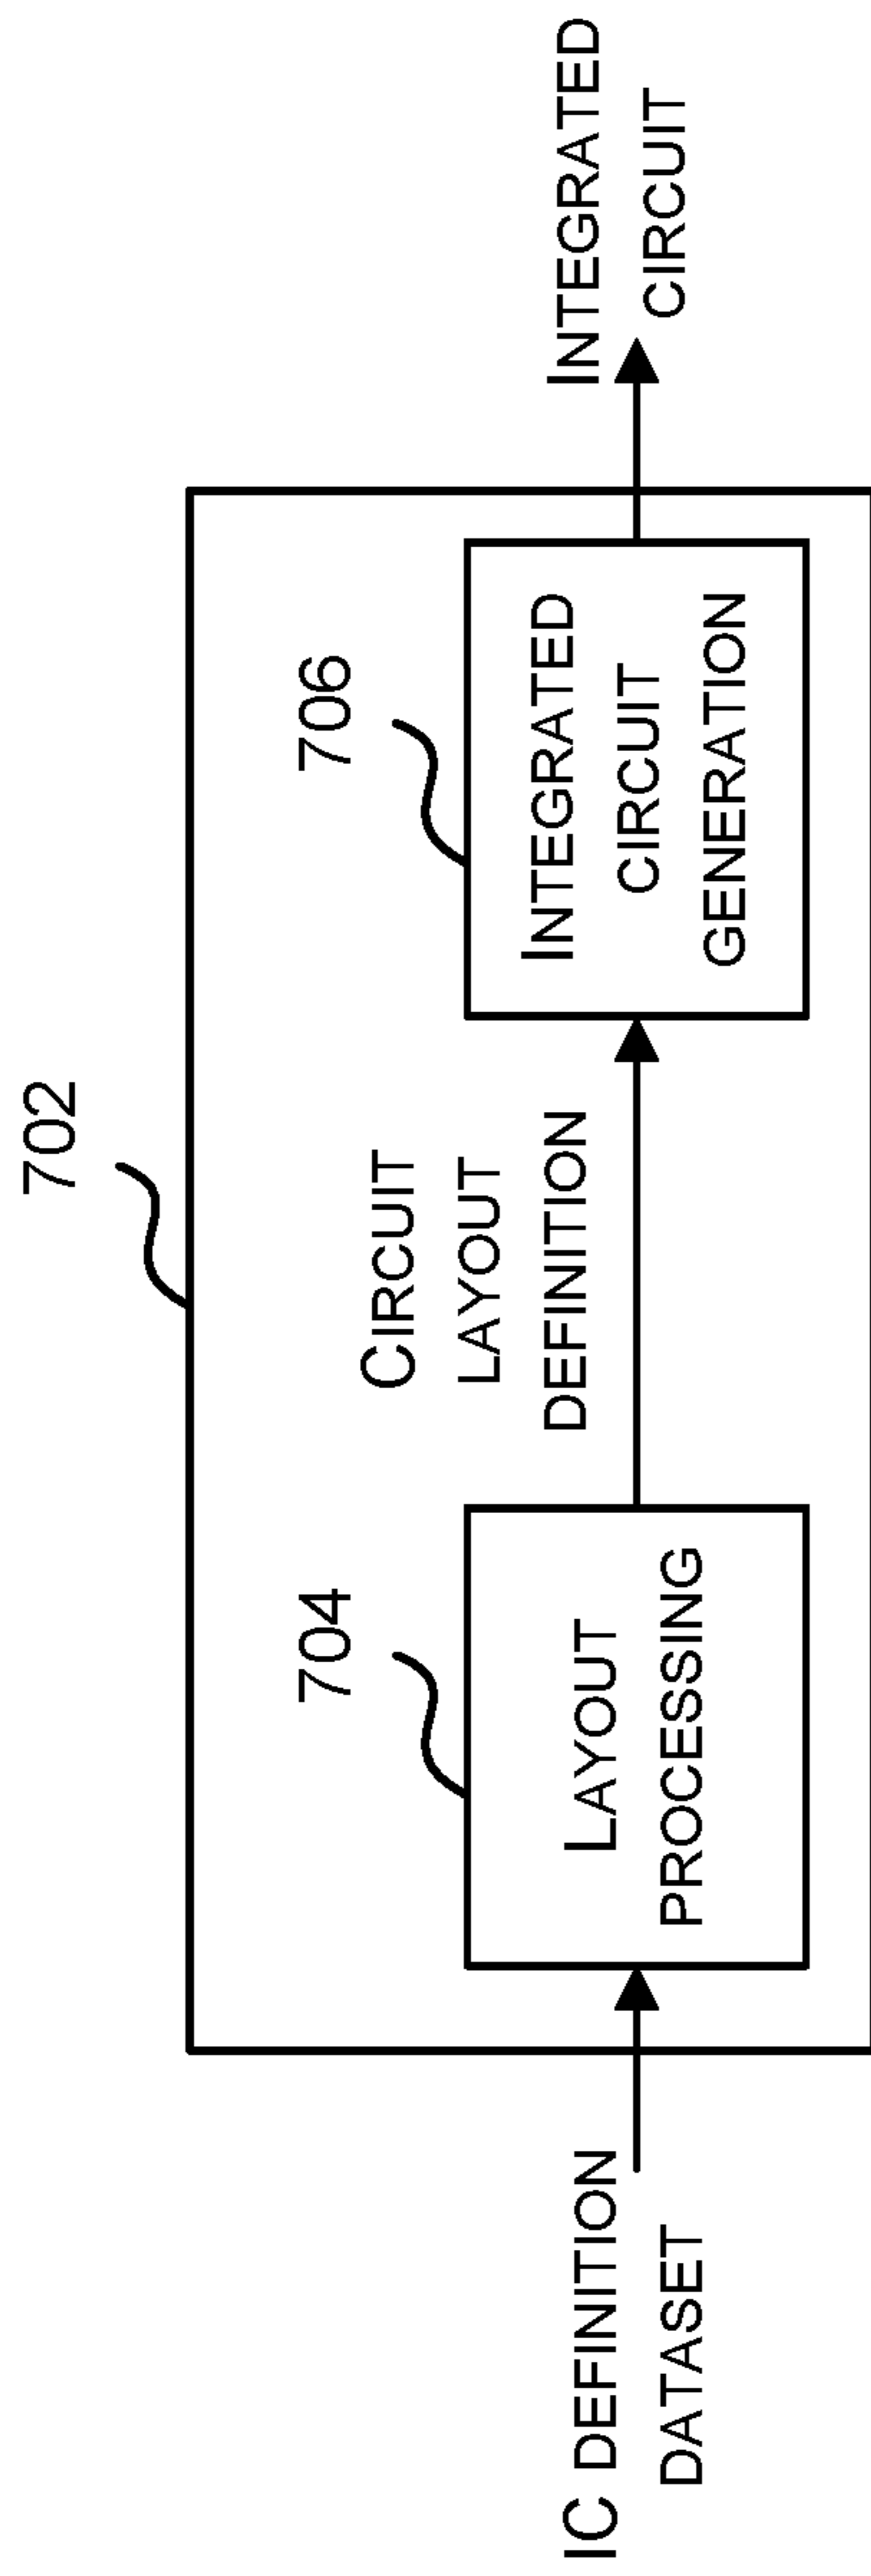 702
704
706
IC DEFINITION
DATASET
LAYOUT
PROCESSING
CIRCUIT
LAYOUT
DEFINITION
INTEGRATED
CIRCUIT
GENERATION
INTEGRATED
CIRCUIT